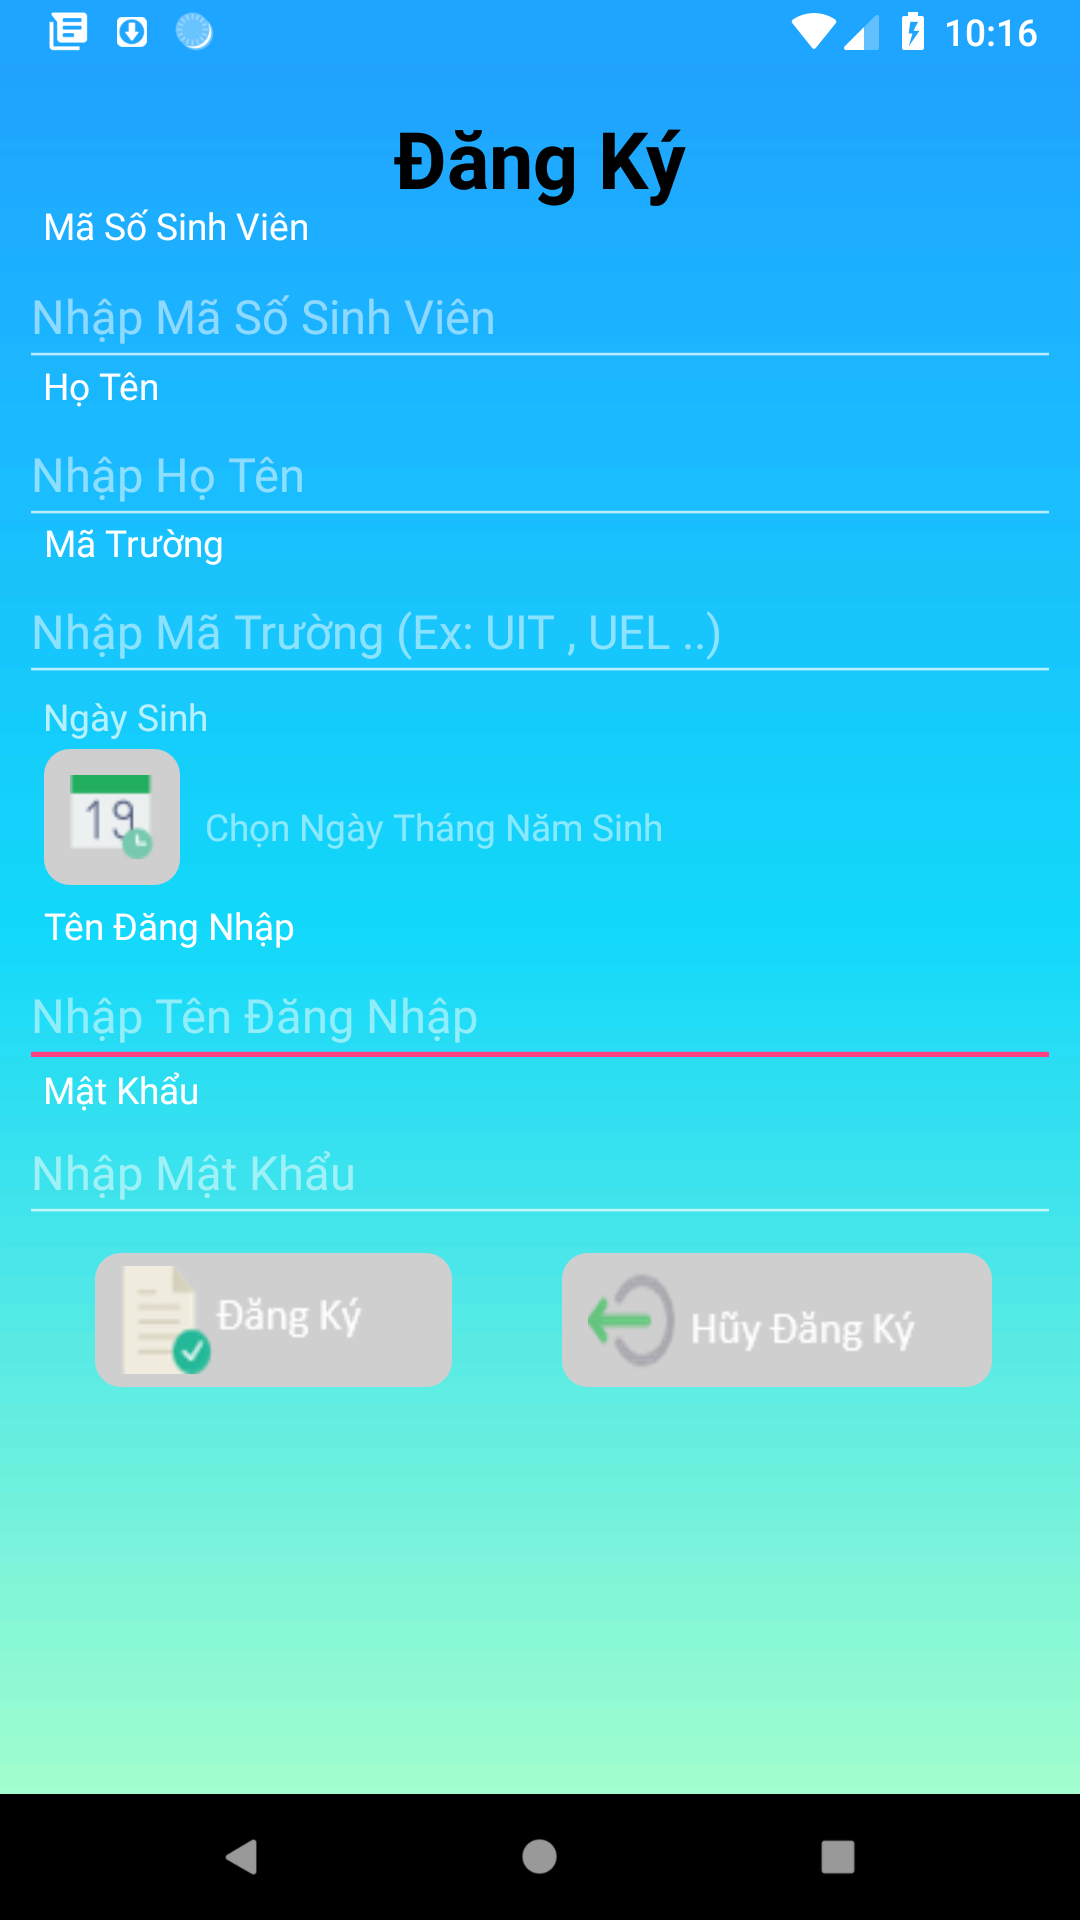 10:16
Đăng Ký
Mã Số Sinh Viên
Nhập Mã Số Sinh Viên
Họ Tên
Nhập Họ Tên
Mã Trường
Nhập Mã Trường (Ex: UIT , UEL ..)
Ngày Sinh
19
Chọn Ngày Tháng Năm Sinh
Tên Đăng Nhập
Nhập Tên Đăng Nhập
Mật Khẩu
Nhập Mật Khẩu
Đăng Ký
Hũy Đăng Ký